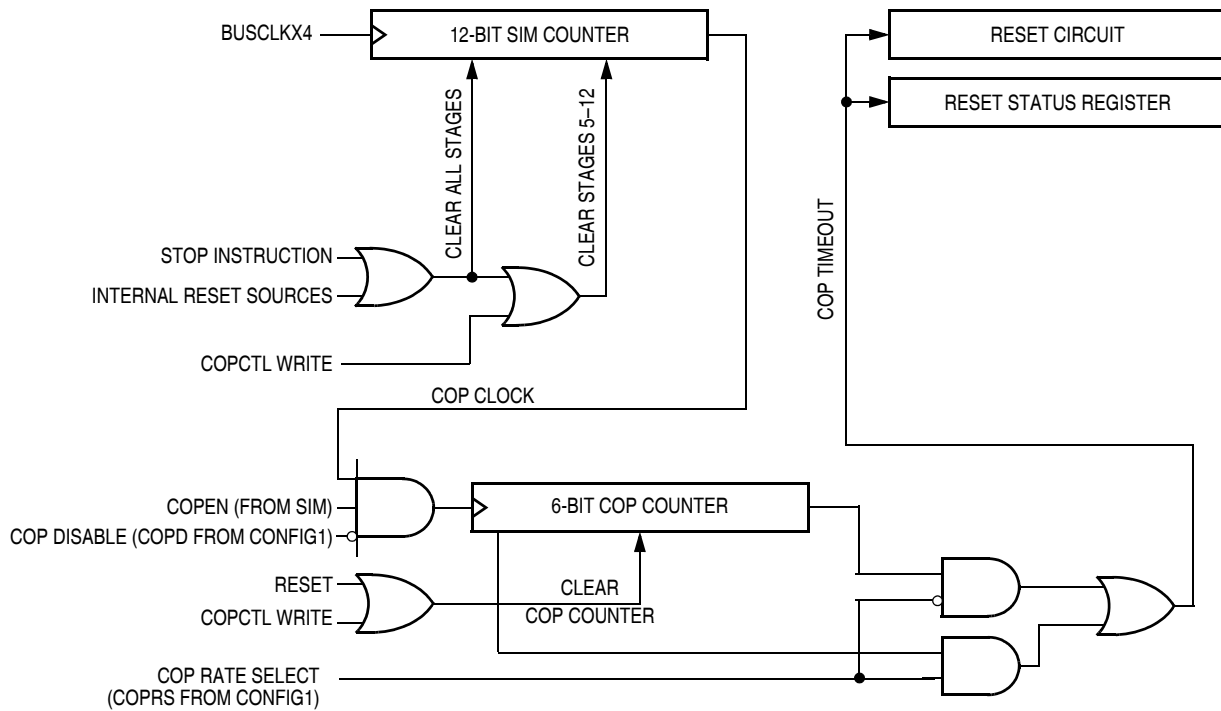 BUSCLKX4
12-BIT SIM COUNTER
RESET CIRCUIT
RESET STATUS REGISTER
CLEAR ALL STAGES
CLEAR STAGES 5–12
COP TIMEOUT
STOP INSTRUCTION
INTERNAL RESET SOURCES
COPCTL WRITE
COP CLOCK
COPEN (FROM SIM)
6-BIT COP COUNTER
COP DISABLE (COPD FROM CONFIG1)
RESET
CLEAR
COPCTL WRITE
COP COUNTER
COP RATE SELECT
(COPRS FROM CONFIG1)